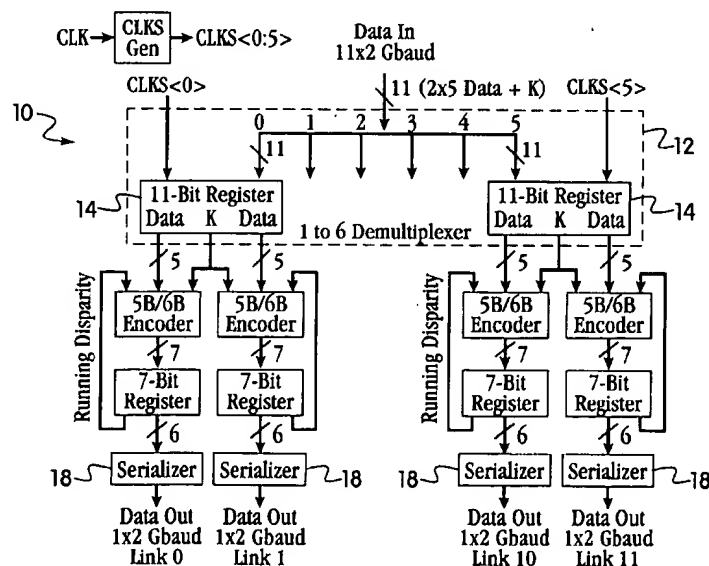 CLK
CLKS
Gen
CLKS<0:5>
Data In
11x2 Gbaud
CLKS<0>
11 (2x5 Data + K)
CLKS<5>
10
0 1 2 3 4 5
12
11
11
14
11-Bit Register
Data K Data
11-Bit Register
Data K Data
14
1 to 6 Demultiplexer
5
5
5
5
Running Disparity
5B/6B
Encoder
5B/6B
Encoder
Running Disparity
5B/6B
Encoder
5B/6B
Encoder
7
7
7
7
7-Bit
Register
7-Bit
Register
7-Bit
Register
7-Bit
Register
6
6
6
6
18
Serializer
Serializer
18
18
Serializer
Serializer
18
Data Out
1x2 Gbaud
Link 0
Data Out
1x2 Gbaud
Link 1
Data Out
1x2 Gbaud
Link 10
Data Out
1x2 Gbaud
Link 11